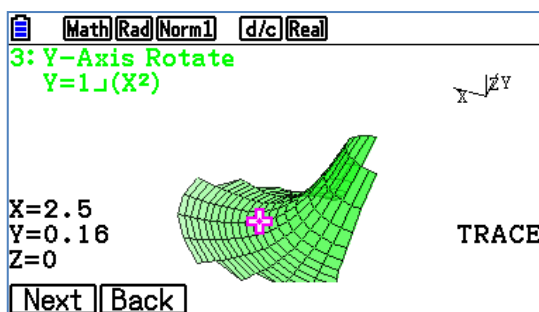 Math Rad Norm1 d/c Real
3: Y-Axis Rotate
Y=1⌟(X²)
X Z Y
X=2.5
Y=0.16
Z=0
TRACE
Next Back